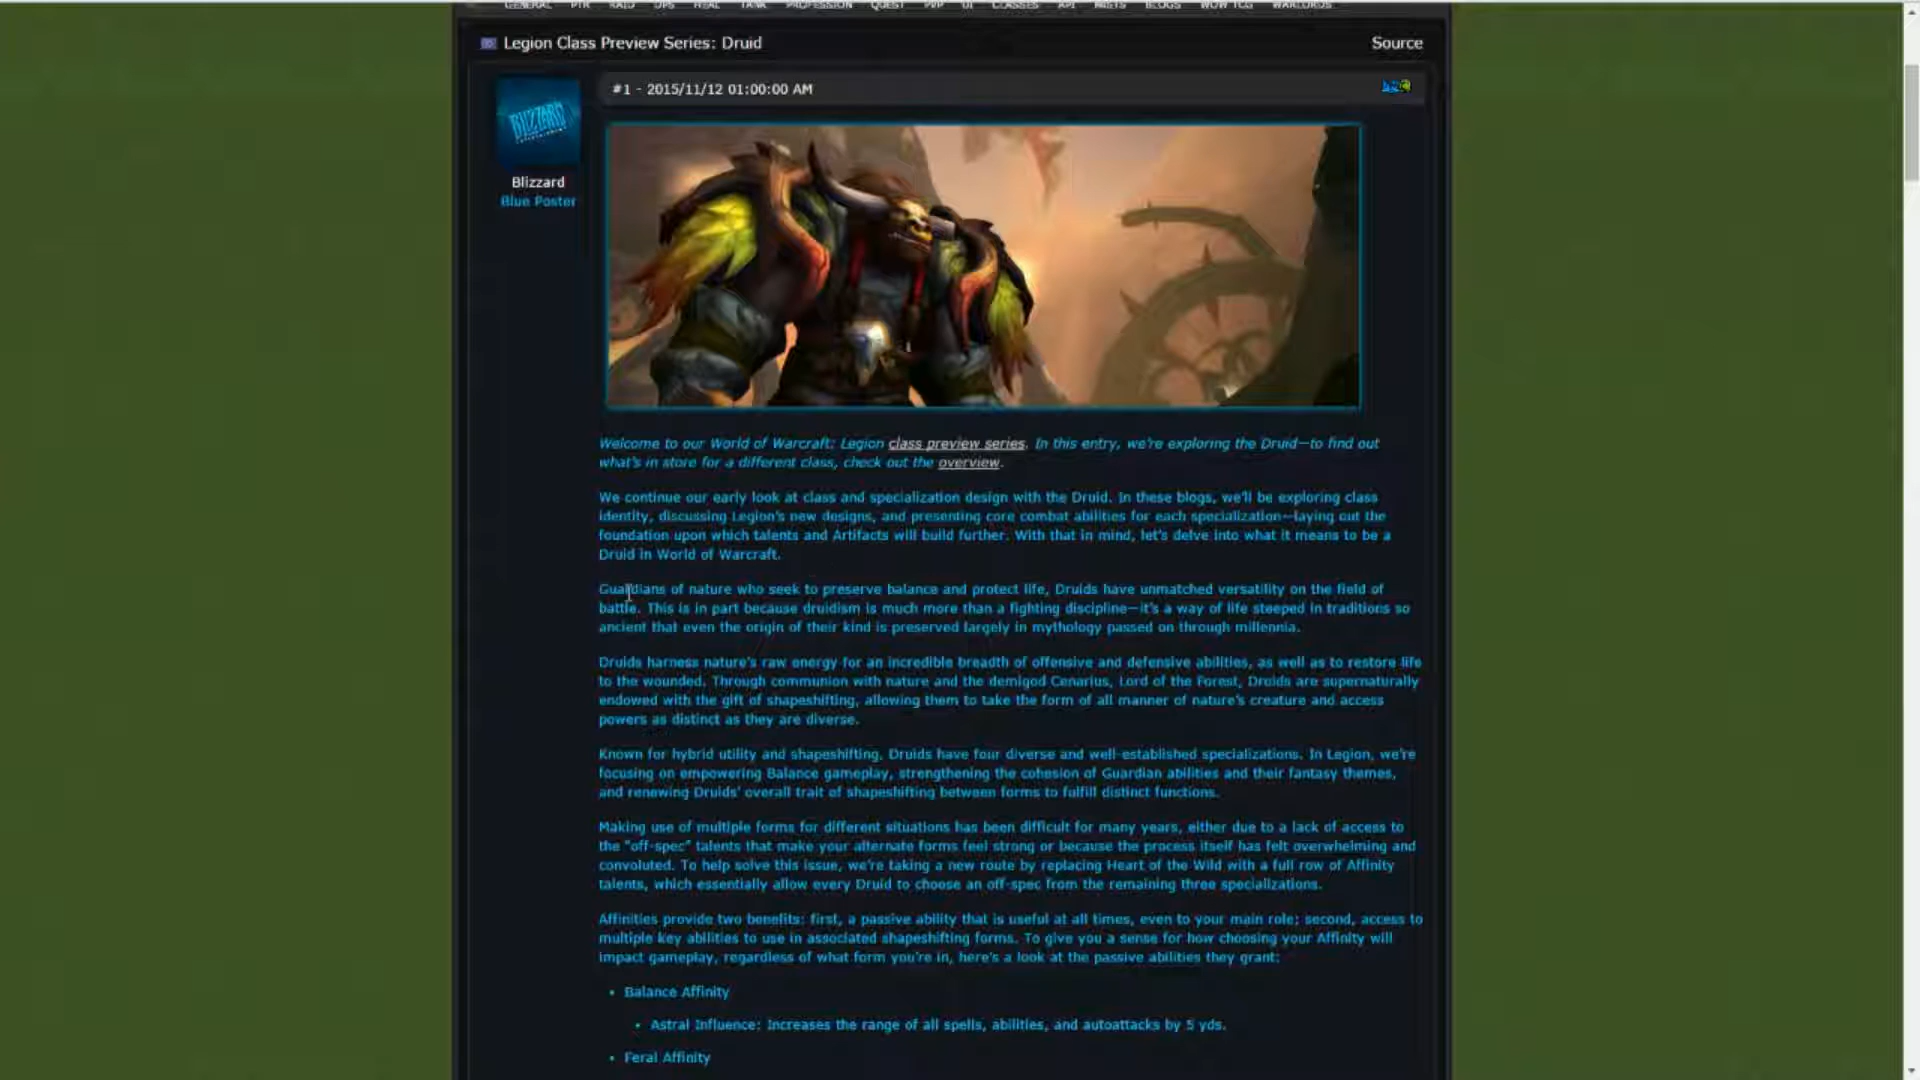 GENERAL PTR RAID DPS HEAL TANK PROFESSION QUEST PVP UI CLASSES API MISTS BLOGS WOW TCG WARLORDS
Legion Class Preview Series: Druid
Source
#1 - 2015/11/12 01:00:00 AM
BLIZZARD
Blizzard
Blue Poster
Welcome to our World of Warcraft: Legion class preview series. In this entry, we're exploring the Druid—to find out
what's in store for a different class, check out the overview.
We continue our early look at class and specialization design with the Druid. In these blogs, we'll be exploring class
identity, discussing Legion's new designs, and presenting core combat abilities for each specialization—laying out the
foundation upon which talents and Artifacts will build further. With that in mind, let's delve into what it means to be a
Druid in World of Warcraft.
Guardians of nature who seek to preserve balance and protect life, Druids have unmatched versatility on the field of
battle. This is in part because druidism is much more than a fighting discipline—it's a way of life steeped in traditions so
ancient that even the origin of their kind is preserved largely in mythology passed on through millennia.
Druids harness nature's raw energy for an incredible breadth of offensive and defensive abilities, as well as to restore life
to the wounded. Through communion with nature and the demigod Cenarius, Lord of the Forest, Druids are supernaturally
endowed with the gift of shapeshifting, allowing them to take the form of all manner of nature's creature and access
powers as distinct as they are diverse.
Known for hybrid utility and shapeshifting, Druids have four diverse and well-established specializations. In Legion, we're
focusing on empowering Balance gameplay, strengthening the cohesion of Guardian abilities and their fantasy themes,
and renewing Druids' overall trait of shapeshifting between forms to fulfill distinct functions.
Making use of multiple forms for different situations has been difficult for many years, either due to a lack of access to
the "off-spec" talents that make your alternate forms feel strong or because the process itself has felt overwhelming and
convoluted. To help solve this issue, we're taking a new route by replacing Heart of the Wild with a full row of Affinity
talents, which essentially allow every Druid to choose an off-spec from the remaining three specializations.
Affinities provide two benefits: first, a passive ability that is useful at all times, even to your main role; second, access to
multiple key abilities to use in associated shapeshifting forms. To give you a sense for how choosing your Affinity will
impact gameplay, regardless of what form you're in, here's a look at the passive abilities they grant:
• Balance Affinity
• Astral Influence: Increases the range of all spells, abilities, and autoattacks by 5 yds.
• Feral Affinity